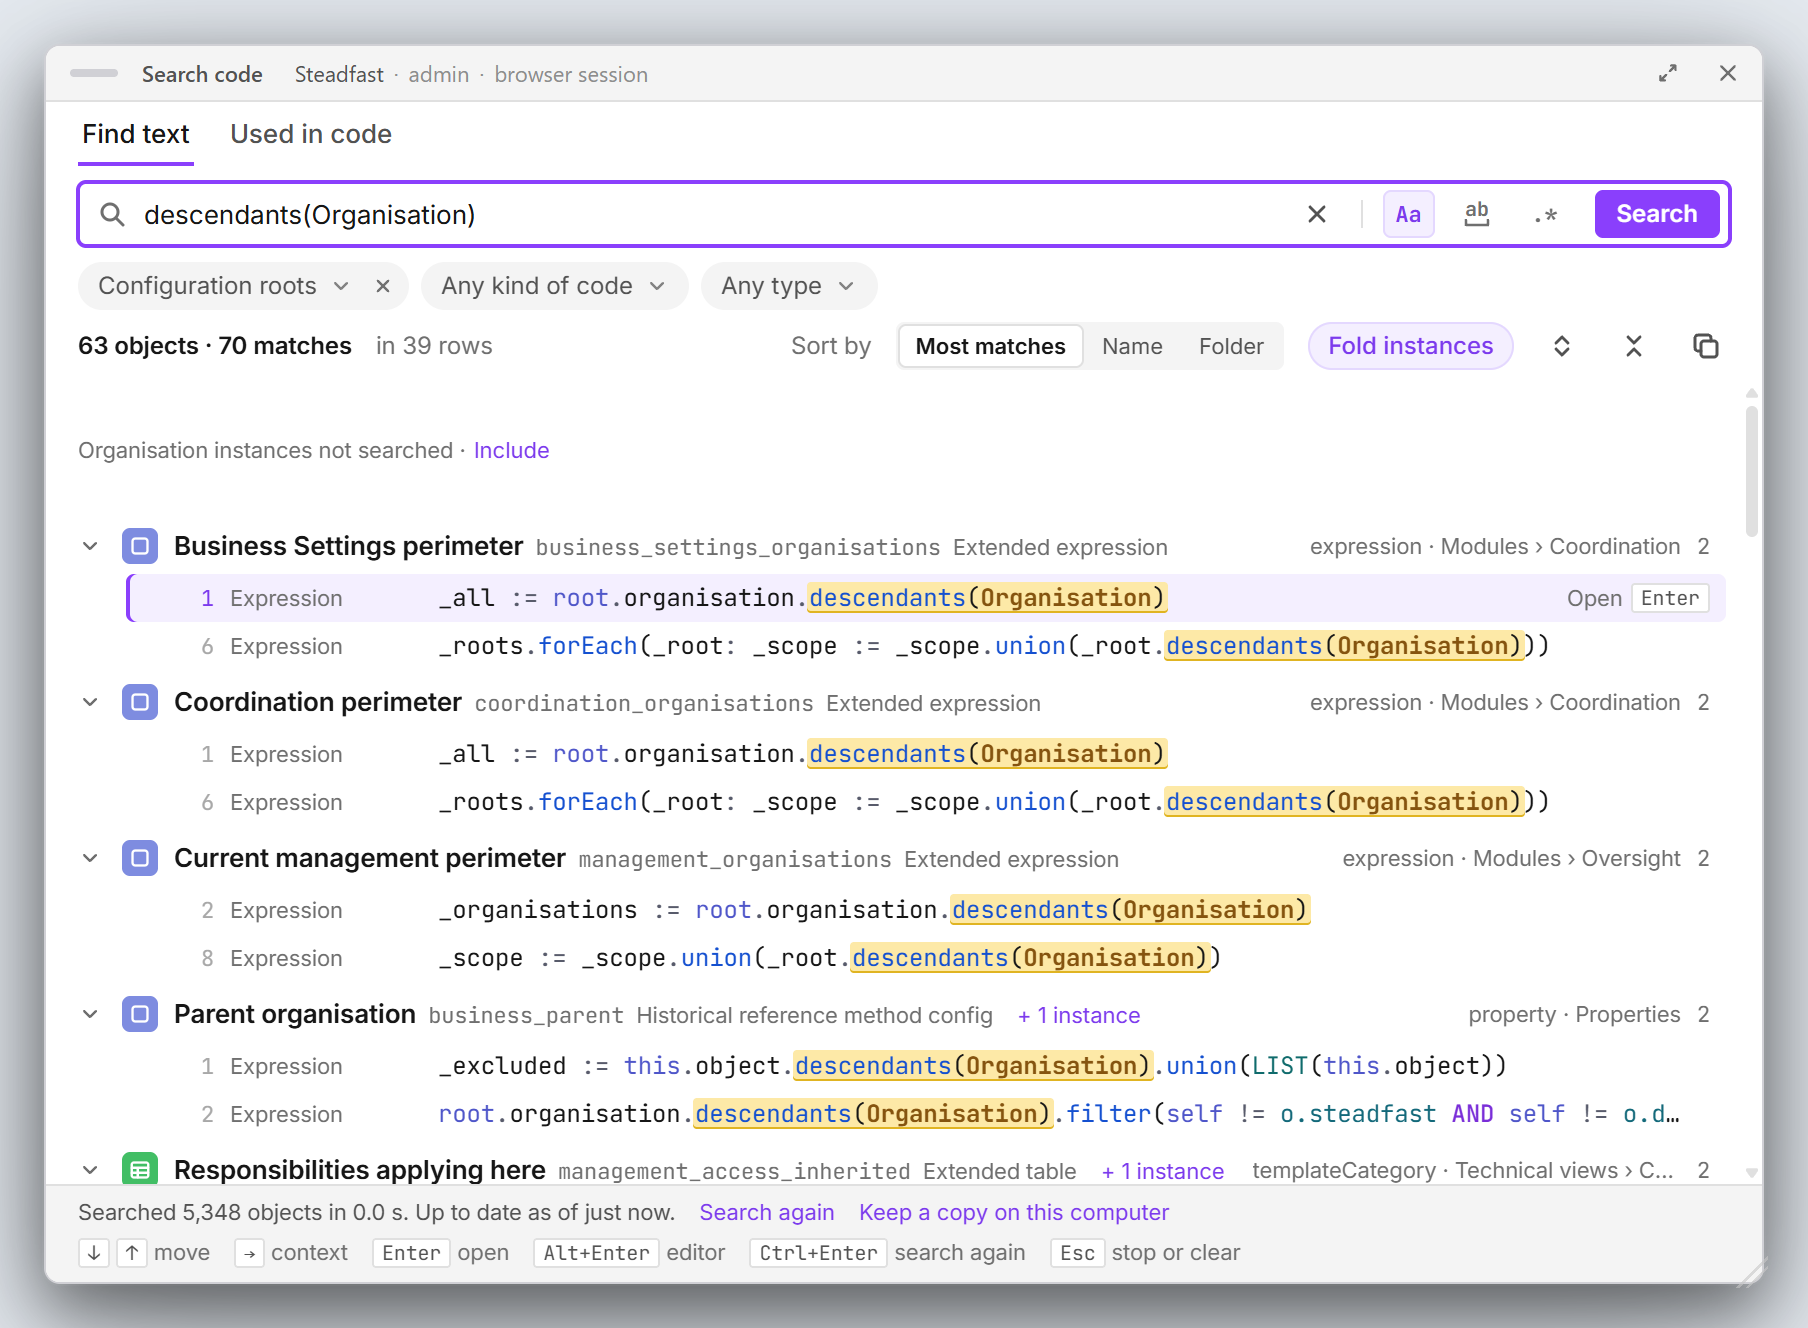 Search code Steadfast · admin · browser session
Find text Used in code
descendants(Organisation) Aa ab .* Search
Configuration roots Any kind of code Any type
63 objects · 70 matches in 39 rows Sort by Most matches Name Folder Fold instances
Organisation instances not searched · Include
Business Settings perimeter business_settings_organisations Extended expression expression · Modules › Coordination 2
1 Expression _all := root.organisation.descendants(Organisation) Open Enter
6 Expression _roots.forEach(_root: _scope := _scope.union(_root.descendants(Organisation)))
Coordination perimeter coordination_organisations Extended expression expression · Modules › Coordination 2
1 Expression _all := root.organisation.descendants(Organisation)
6 Expression _roots.forEach(_root: _scope := _scope.union(_root.descendants(Organisation)))
Current management perimeter management_organisations Extended expression expression · Modules › Oversight 2
2 Expression _organisations := root.organisation.descendants(Organisation)
8 Expression _scope := _scope.union(_root.descendants(Organisation))
Parent organisation business_parent Historical reference method config + 1 instance property · Properties 2
1 Expression _excluded := this.object.descendants(Organisation).union(LIST(this.object))
2 Expression root.organisation.descendants(Organisation).filter(self != o.steadfast AND self != o.d…
Responsibilities applying here management_access_inherited Extended table + 1 instance templateCategory · Technical views › C... 2
Searched 5,348 objects in 0.0 s. Up to date as of just now. Search again Keep a copy on this computer
↓ ↑ move → context Enter open Alt+Enter editor Ctrl+Enter search again Esc stop or clear